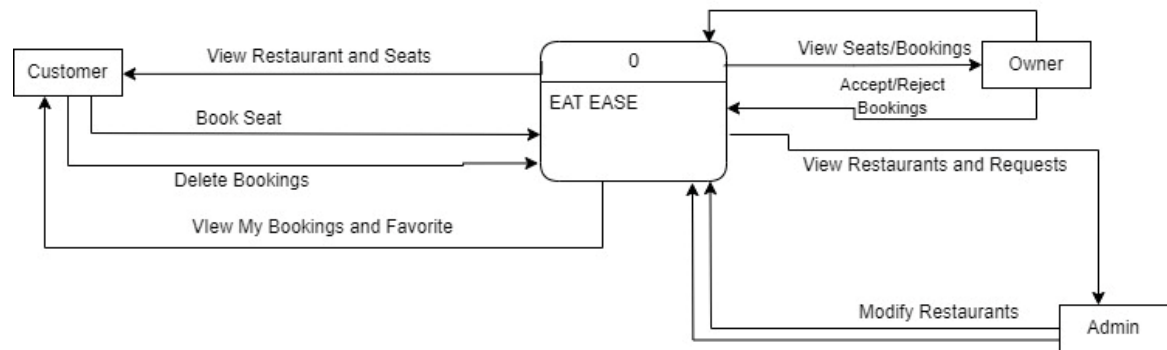 0
View Restaurant and Seats
View Seats/Bookings
Customer
Owner
Accept/Reject
Bookings
EAT EASE
Book Seat
View Restaurants and Requests
Delete Bookings
VIew My Bookings and Favorite
Modify Restaurants
Admin